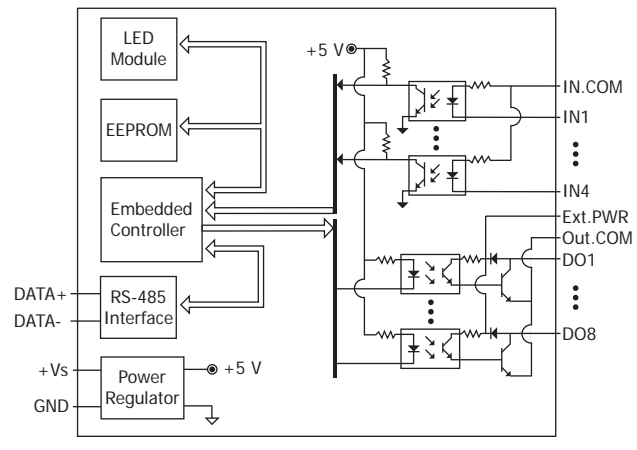 LED
Module
EEPROM
Embedded
Controller
DATA+
DATA-
RS-485
Interface
+Vs
GND
Power
Regulator
+5 V
+5 V
IN.COM
IN1
IN4
Ext.PWR
Out.COM
DO1
DO8